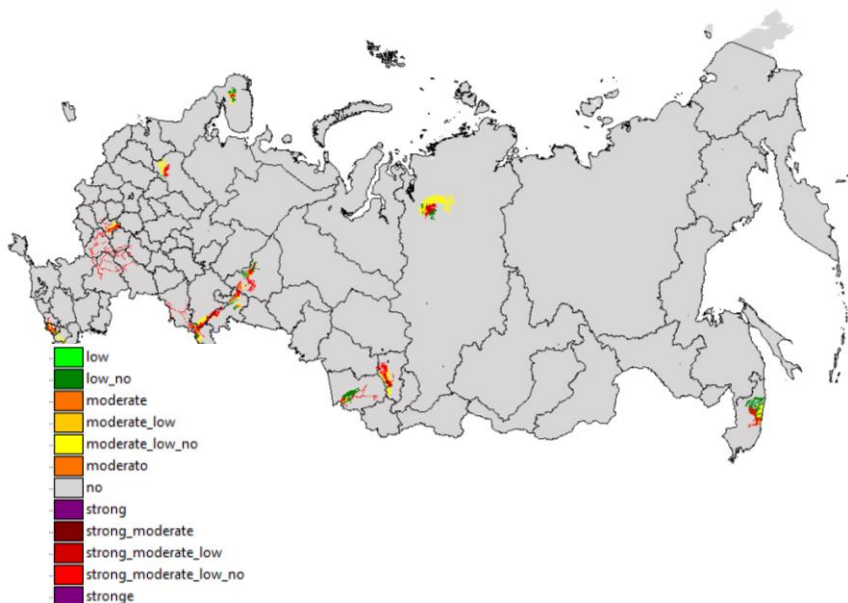 low
low_no
moderate
moderate_low
moderate_low_no
moderato
no
strong
strong_moderate
strong_moderate_low
strong_moderate_low_no
stronge